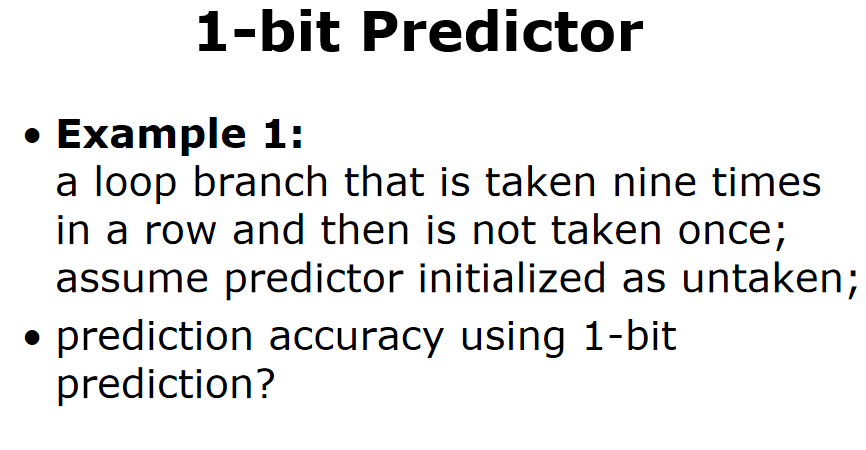 1-bit Predictor
• Example 1:
a loop branch that is taken nine times
in a row and then is not taken once;
assume predictor initialized as untaken;
• prediction accuracy using 1-bit
prediction?